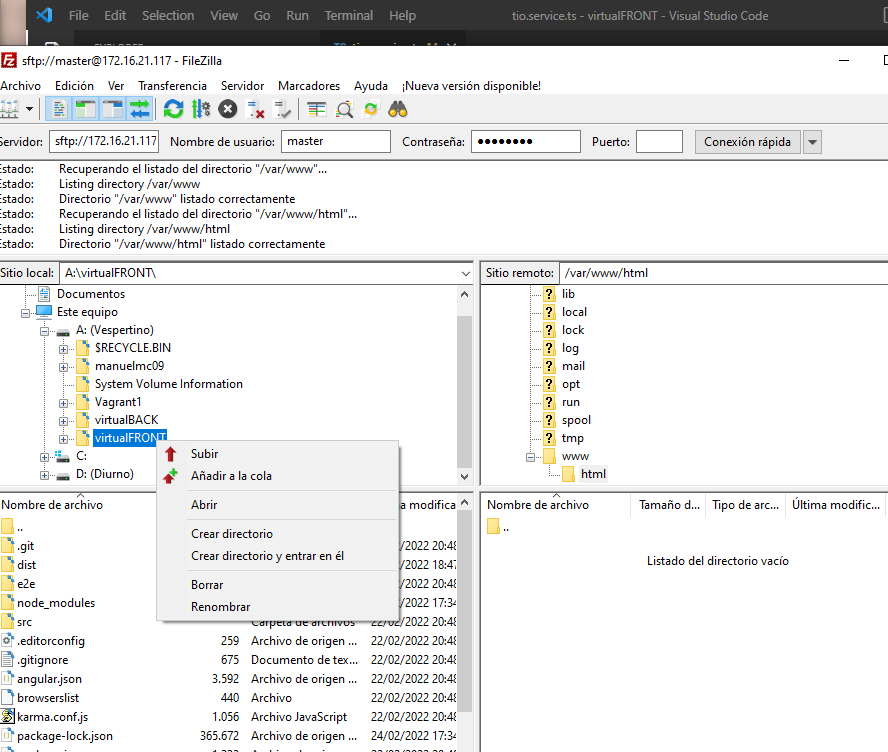 File Edit Selection View Go Run Terminal Help tio.service.ts - virtualFRONT - Visual Studio Code
sftp://master@172.16.21.117 - FileZilla
Archivo Edición Ver Transferencia Servidor Marcadores Ayuda ¡Nueva versión disponible!
Servidor: sftp://172.16.21.117 Nombre de usuario: master Contraseña: ●●●●●●●● Puerto: Conexión rápida
Estado: Recuperando el listado del directorio "/var/www"...
Estado: Listing directory /var/www
Estado: Directorio "/var/www" listado correctamente
Estado: Recuperando el listado del directorio "/var/www/html"...
Estado: Listing directory /var/www/html
Estado: Directorio "/var/www/html" listado correctamente
Sitio local: A:\virtualFRONT\
Documentos
Este equipo
A: (Vespertino)
$RECYCLE.BIN
manuelmc09
System Volume Information
Vagrant1
virtualBACK
virtualFRONT
C:
D: (Diurno)
Subir
Añadir a la cola
Abrir
Crear directorio
Crear directorio y entrar en él
Borrar
Renombrar
Sitio remoto: /var/www/html
lib
local
lock
log
mail
opt
run
spool
tmp
www
html
Nombre de archivo a modifica
..
.git /2022 20:48
dist /2022 18:47
e2e /2022 20:48
node_modules /2022 17:34
src Carpeta de archivos 22/02/2022 20:48
.editorconfig 259 Archivo de origen ... 22/02/2022 20:48
.gitignore 675 Documento de tex... 22/02/2022 20:48
angular.json 3.592 Archivo de origen ... 22/02/2022 20:48
browserslist 440 Archivo 22/02/2022 20:48
karma.conf.js 1.056 Archivo JavaScript 22/02/2022 20:48
package-lock.json 365.672 Archivo de origen ... 24/02/2022 17:34
Nombre de archivo Tamaño d... Tipo de arc... Última modific...
..
Listado del directorio vacío